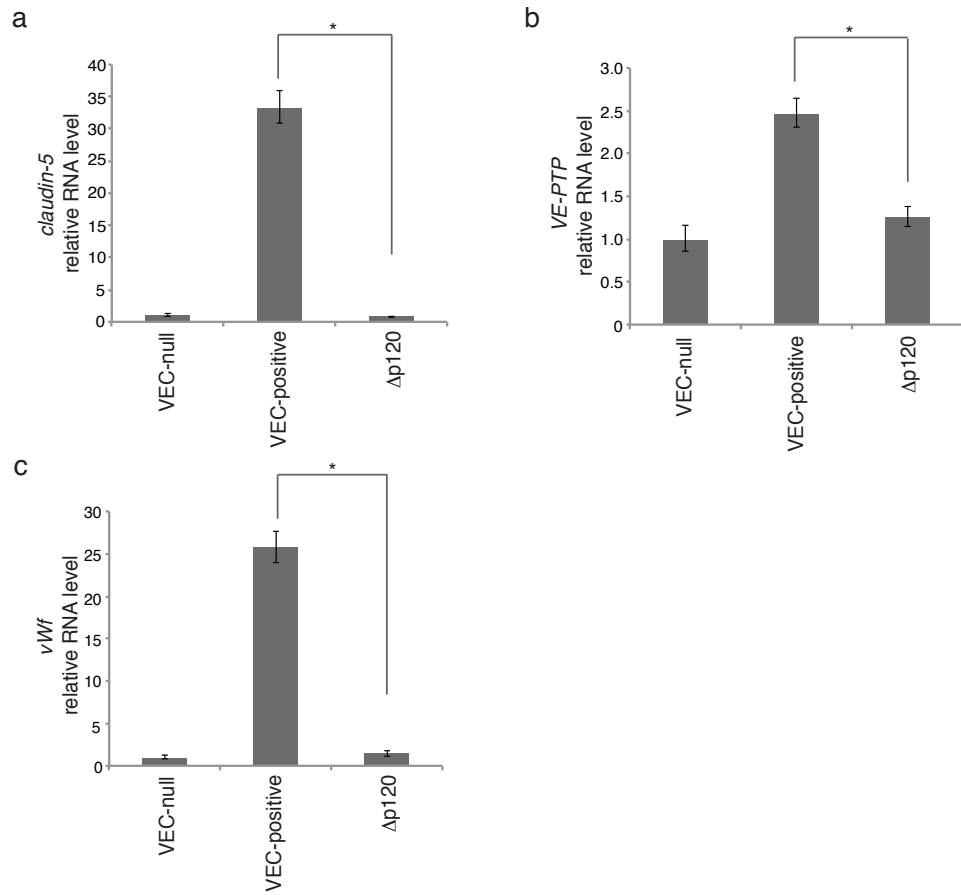 a
*
claudin-5
relative RNA level
40
35
30
25
20
15
10
5
0
VEC-null
VEC-positive
Δp120
b
*
VE-PTP
relative RNA level
3.0
2.5
2.0
1.5
1.0
0.5
0
VEC-null
VEC-positive
Δp120
c
*
vWf
relative RNA level
30
25
20
15
10
5
0
VEC-null
VEC-positive
Δp120